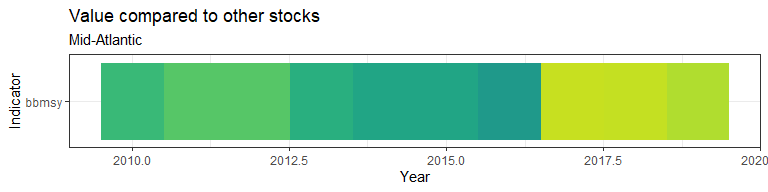 Value compared to other stocks
Mid-Atlantic
Indicator
bbmsy
2010.0 2012.5 2015.0 2017.5 2020
Year